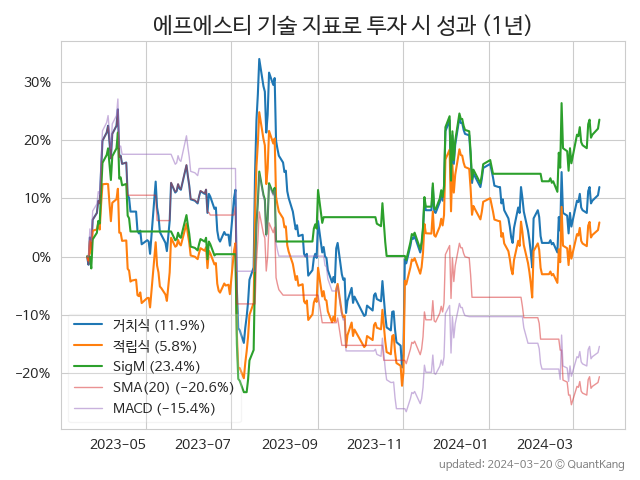 에프에스티 기술 지표로 투자 시 성과 (1년)
30%
20%
10%
0%
−10%
−20%
거치식 (11.9%)
적립식 (5.8%)
SigM (23.4%)
SMA(20) (−20.6%)
MACD (−15.4%)
2023−05 2023−07 2023−09 2023−11 2024−01 2024−03
updated: 2024−03−20 © QuantKang